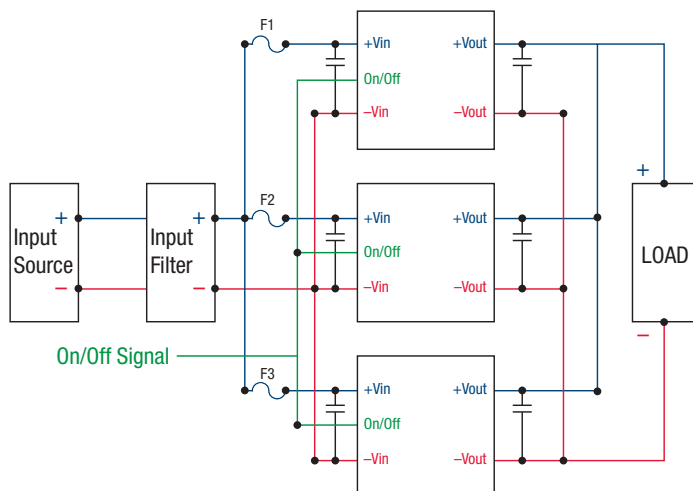 F1
+Vin
+Vout
On/Off
–Vin
–Vout
+
Input
Source
+
–
Input
Filter
+
–
F2
+Vin
+Vout
On/Off
–Vin
–Vout
LOAD
–
On/Off Signal
F3
+Vin
+Vout
On/Off
–Vin
–Vout